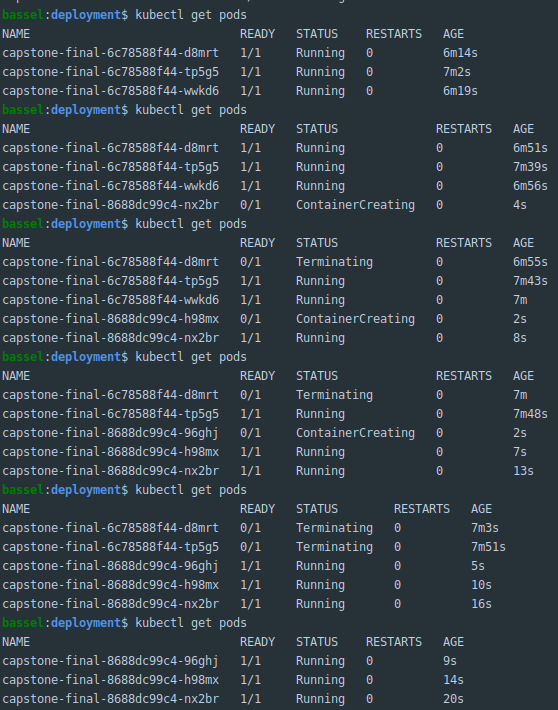 bassel:deployment$ kubectl get pods
NAME READY STATUS RESTARTS AGE
capstone-final-6c78588f44-d8mrt 1/1 Running 0 6m14s
capstone-final-6c78588f44-tp5g5 1/1 Running 0 7m2s
capstone-final-6c78588f44-wwkd6 1/1 Running 0 6m19s
bassel:deployment$ kubectl get pods
NAME READY STATUS RESTARTS AGE
capstone-final-6c78588f44-d8mrt 1/1 Running 0 6m51s
capstone-final-6c78588f44-tp5g5 1/1 Running 0 7m39s
capstone-final-6c78588f44-wwkd6 1/1 Running 0 6m56s
capstone-final-8688dc99c4-nx2br 0/1 ContainerCreating 0 4s
bassel:deployment$ kubectl get pods
NAME READY STATUS RESTARTS AGE
capstone-final-6c78588f44-d8mrt 0/1 Terminating 0 6m55s
capstone-final-6c78588f44-tp5g5 1/1 Running 0 7m43s
capstone-final-6c78588f44-wwkd6 1/1 Running 0 7m
capstone-final-8688dc99c4-h98mx 0/1 ContainerCreating 0 2s
capstone-final-8688dc99c4-nx2br 1/1 Running 0 8s
bassel:deployment$ kubectl get pods
NAME READY STATUS RESTARTS AGE
capstone-final-6c78588f44-d8mrt 0/1 Terminating 0 7m
capstone-final-6c78588f44-tp5g5 1/1 Running 0 7m48s
capstone-final-8688dc99c4-96ghj 0/1 ContainerCreating 0 2s
capstone-final-8688dc99c4-h98mx 1/1 Running 0 7s
capstone-final-8688dc99c4-nx2br 1/1 Running 0 13s
bassel:deployment$ kubectl get pods
NAME READY STATUS RESTARTS AGE
capstone-final-6c78588f44-d8mrt 0/1 Terminating 0 7m3s
capstone-final-6c78588f44-tp5g5 0/1 Terminating 0 7m51s
capstone-final-8688dc99c4-96ghj 1/1 Running 0 5s
capstone-final-8688dc99c4-h98mx 1/1 Running 0 10s
capstone-final-8688dc99c4-nx2br 1/1 Running 0 16s
bassel:deployment$ kubectl get pods
NAME READY STATUS RESTARTS AGE
capstone-final-8688dc99c4-96ghj 1/1 Running 0 9s
capstone-final-8688dc99c4-h98mx 1/1 Running 0 14s
capstone-final-8688dc99c4-nx2br 1/1 Running 0 20s